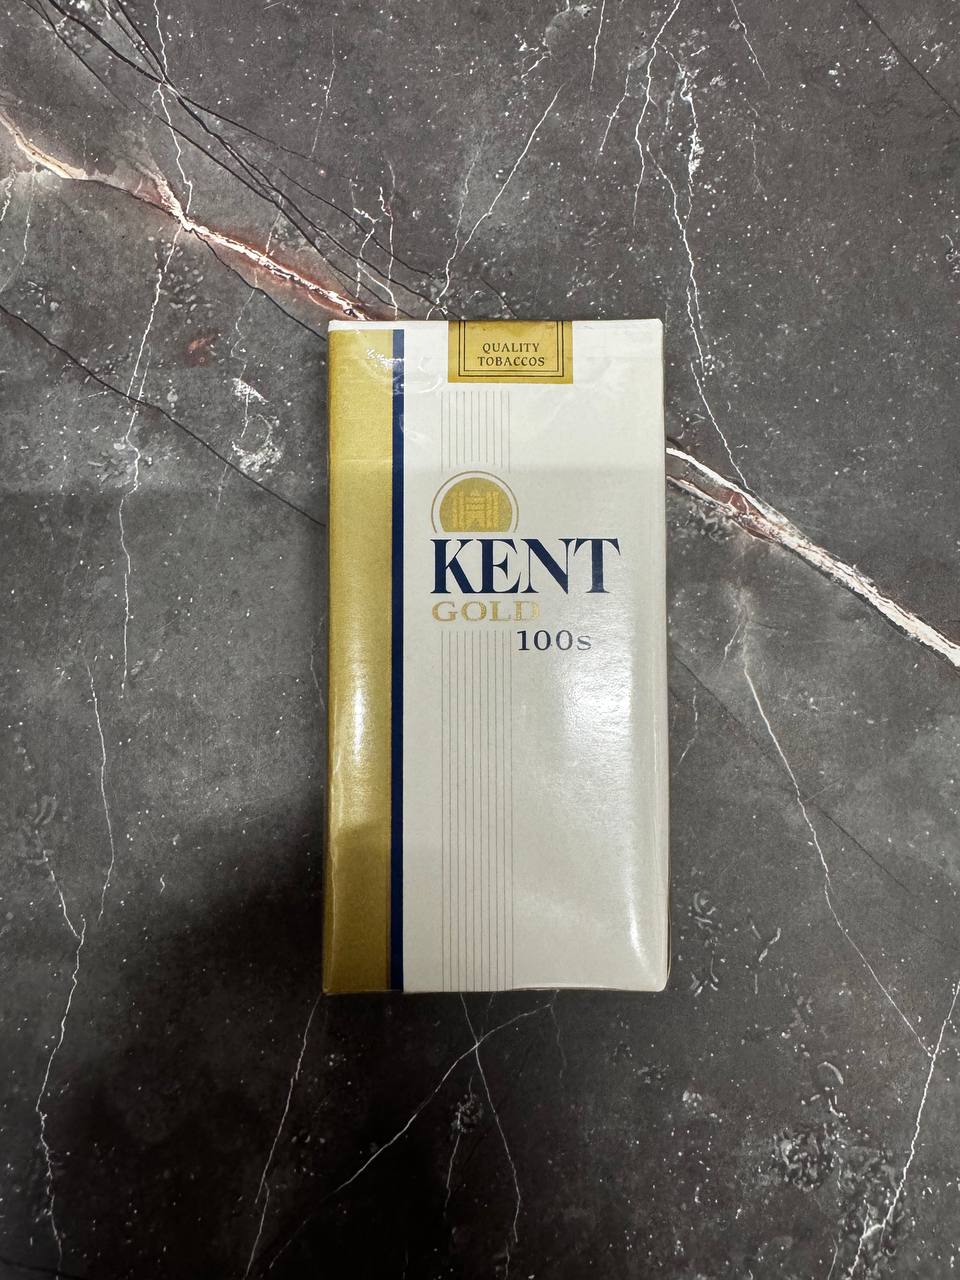 QUALITY
TOBACCOS
KENT
GOLD
100s